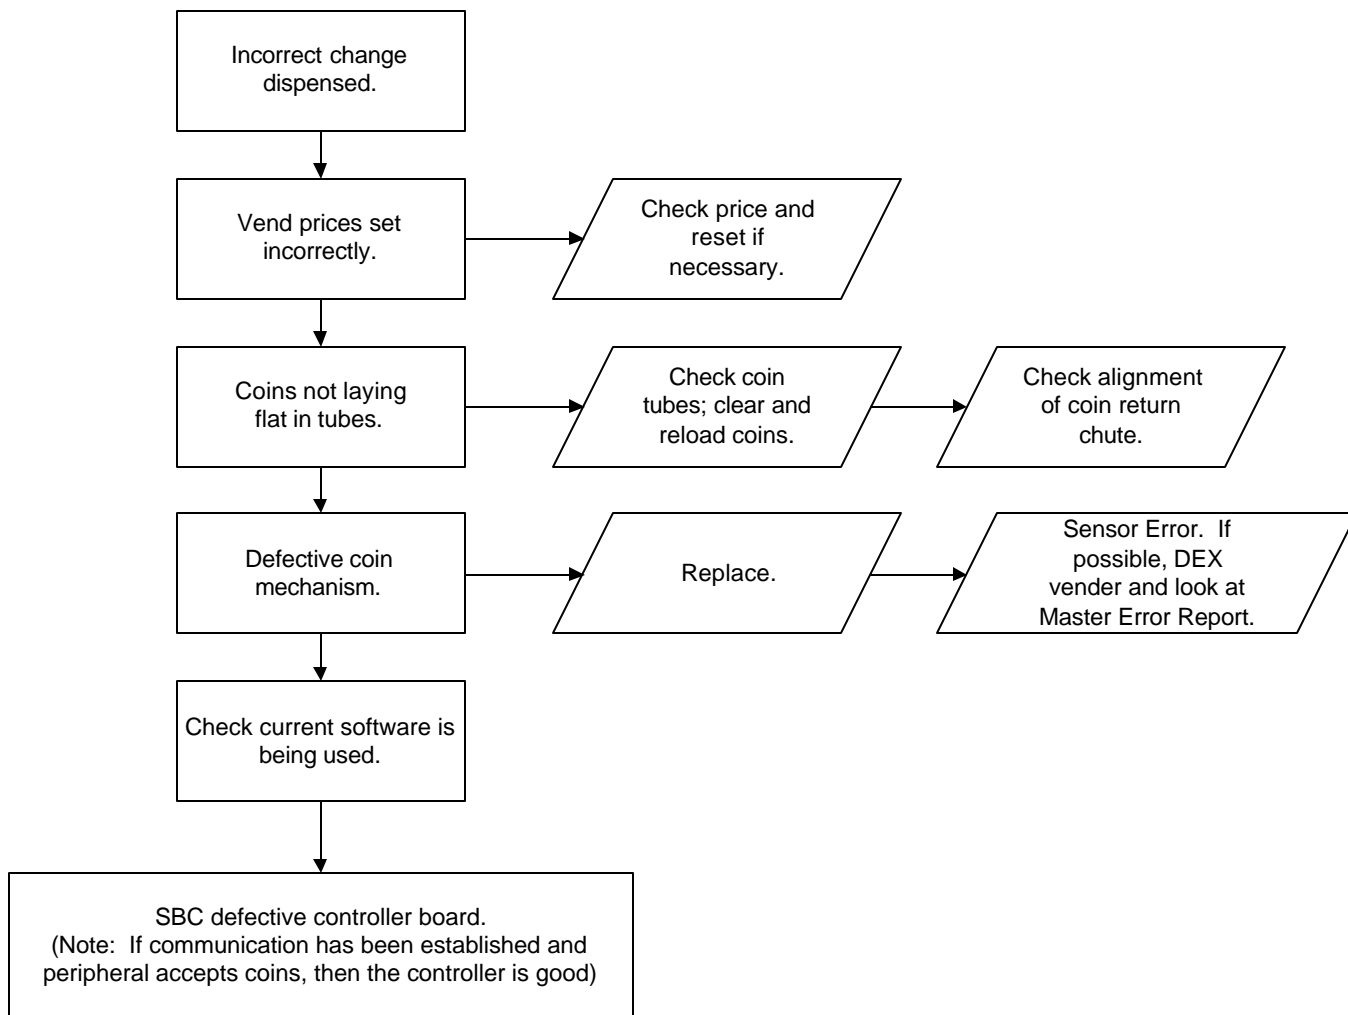 Incorrect change
dispensed.
Vend prices set
incorrectly.
Check price and
reset if
necessary.
Coins not laying
flat in tubes.
Check coin
tubes; clear and
reload coins.
Check alignment
of coin return
chute.
Defective coin
mechanism.
Replace.
Sensor Error.  If
possible, DEX
vender and look at
Master Error Report.
Check current software is
being used.
SBC defective controller board.
(Note:  If communication has been established and
peripheral accepts coins, then the controller is good)